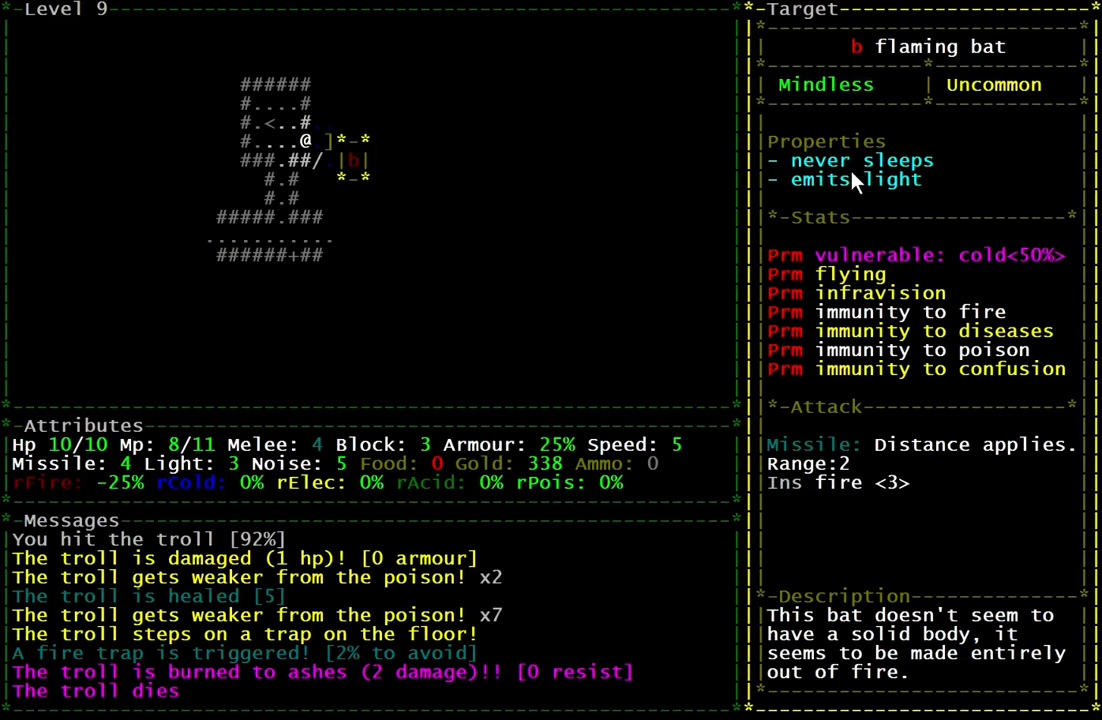 Level 9
######
#....#
#.<..#
#....@.]*-*
###.##/.|b|
#.# *-*
#.#
#####.###
...........
######+##
Attributes
Hp 10/10 Mp: 8/11 Melee: 4 Block: 3 Armour: 25% Speed: 5
Missile: 4 Light: 3 Noise: 5 Food: 0 Gold: 338 Ammo: 0
rFire: -25% rCold: 0% rElec: 0% rAcid: 0% rPois: 0%
Messages
You hit the troll [92%]
The troll is damaged (1 hp)! [0 armour]
The troll gets weaker from the poison! x2
The troll is healed [5]
The troll gets weaker from the poison! x7
The troll steps on a trap on the floor!
A fire trap is triggered! [2% to avoid]
The troll is burned to ashes (2 damage)!! [0 resist]
The troll dies
Target
b flaming bat
Mindless | Uncommon
Properties
- never sleeps
- emits light
Stats
Prm vulnerable: cold<50%>
Prm flying
Prm infravision
Prm immunity to fire
Prm immunity to diseases
Prm immunity to poison
Prm immunity to confusion
Attack
Missile: Distance applies.
Range:2
Ins fire <3>
Description
This bat doesn't seem to
have a solid body, it
seems to be made entirely
out of fire.